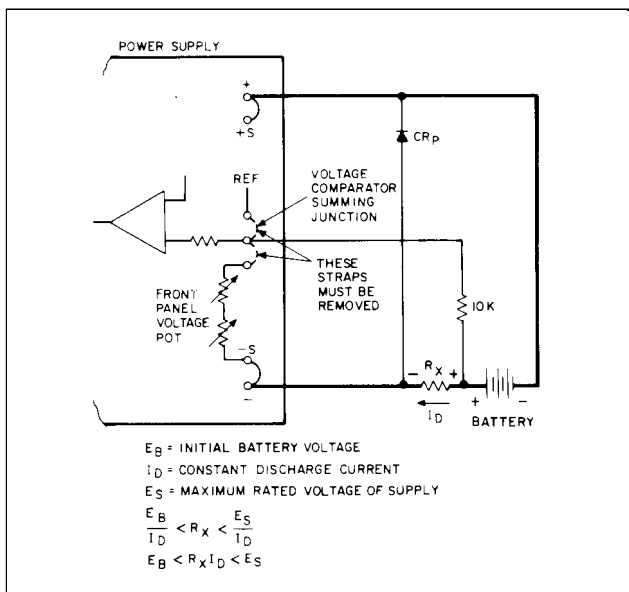 POWER SUPPLY
+
+S
CRP
REF
VOLTAGE
COMPARATOR
SUMMING
JUNCTION
THESE
STRAPS
MUST BE
REMOVED
FRONT
PANEL
VOLTAGE
POT
10K
-S
-
- RX +
ID
+ -
BATTERY
EB = INITIAL BATTERY VOLTAGE
ID = CONSTANT DISCHARGE CURRENT
ES = MAXIMUM RATED VOLTAGE OF SUPPLY
EB/ID < RX < ES/ID
EB < RX ID < ES